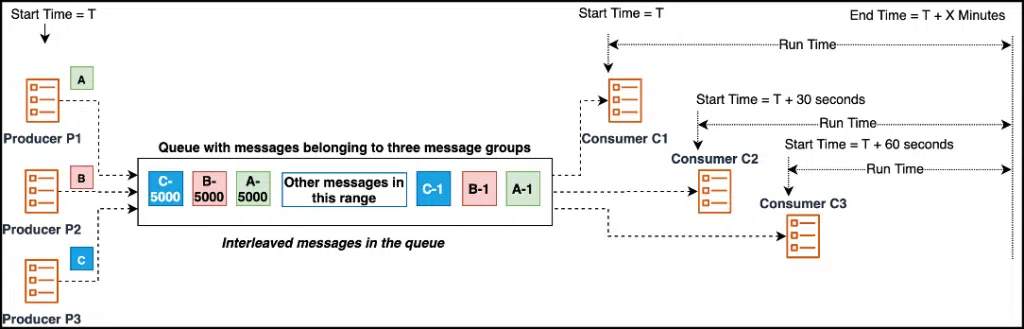 Start Time = T
Start Time = T
End Time = T + X Minutes
Run Time
A
Producer P1
Consumer C1
Start Time = T + 30 seconds
Run Time
Start Time = T + 60 seconds
Queue with messages belonging to three message groups
Consumer C2
Run Time
B
Producer P2
C-
5000
B-
5000
A-
5000
Other messages in
this range
C-1
B-1
A-1
Consumer C3
Interleaved messages in the queue
C
Producer P3